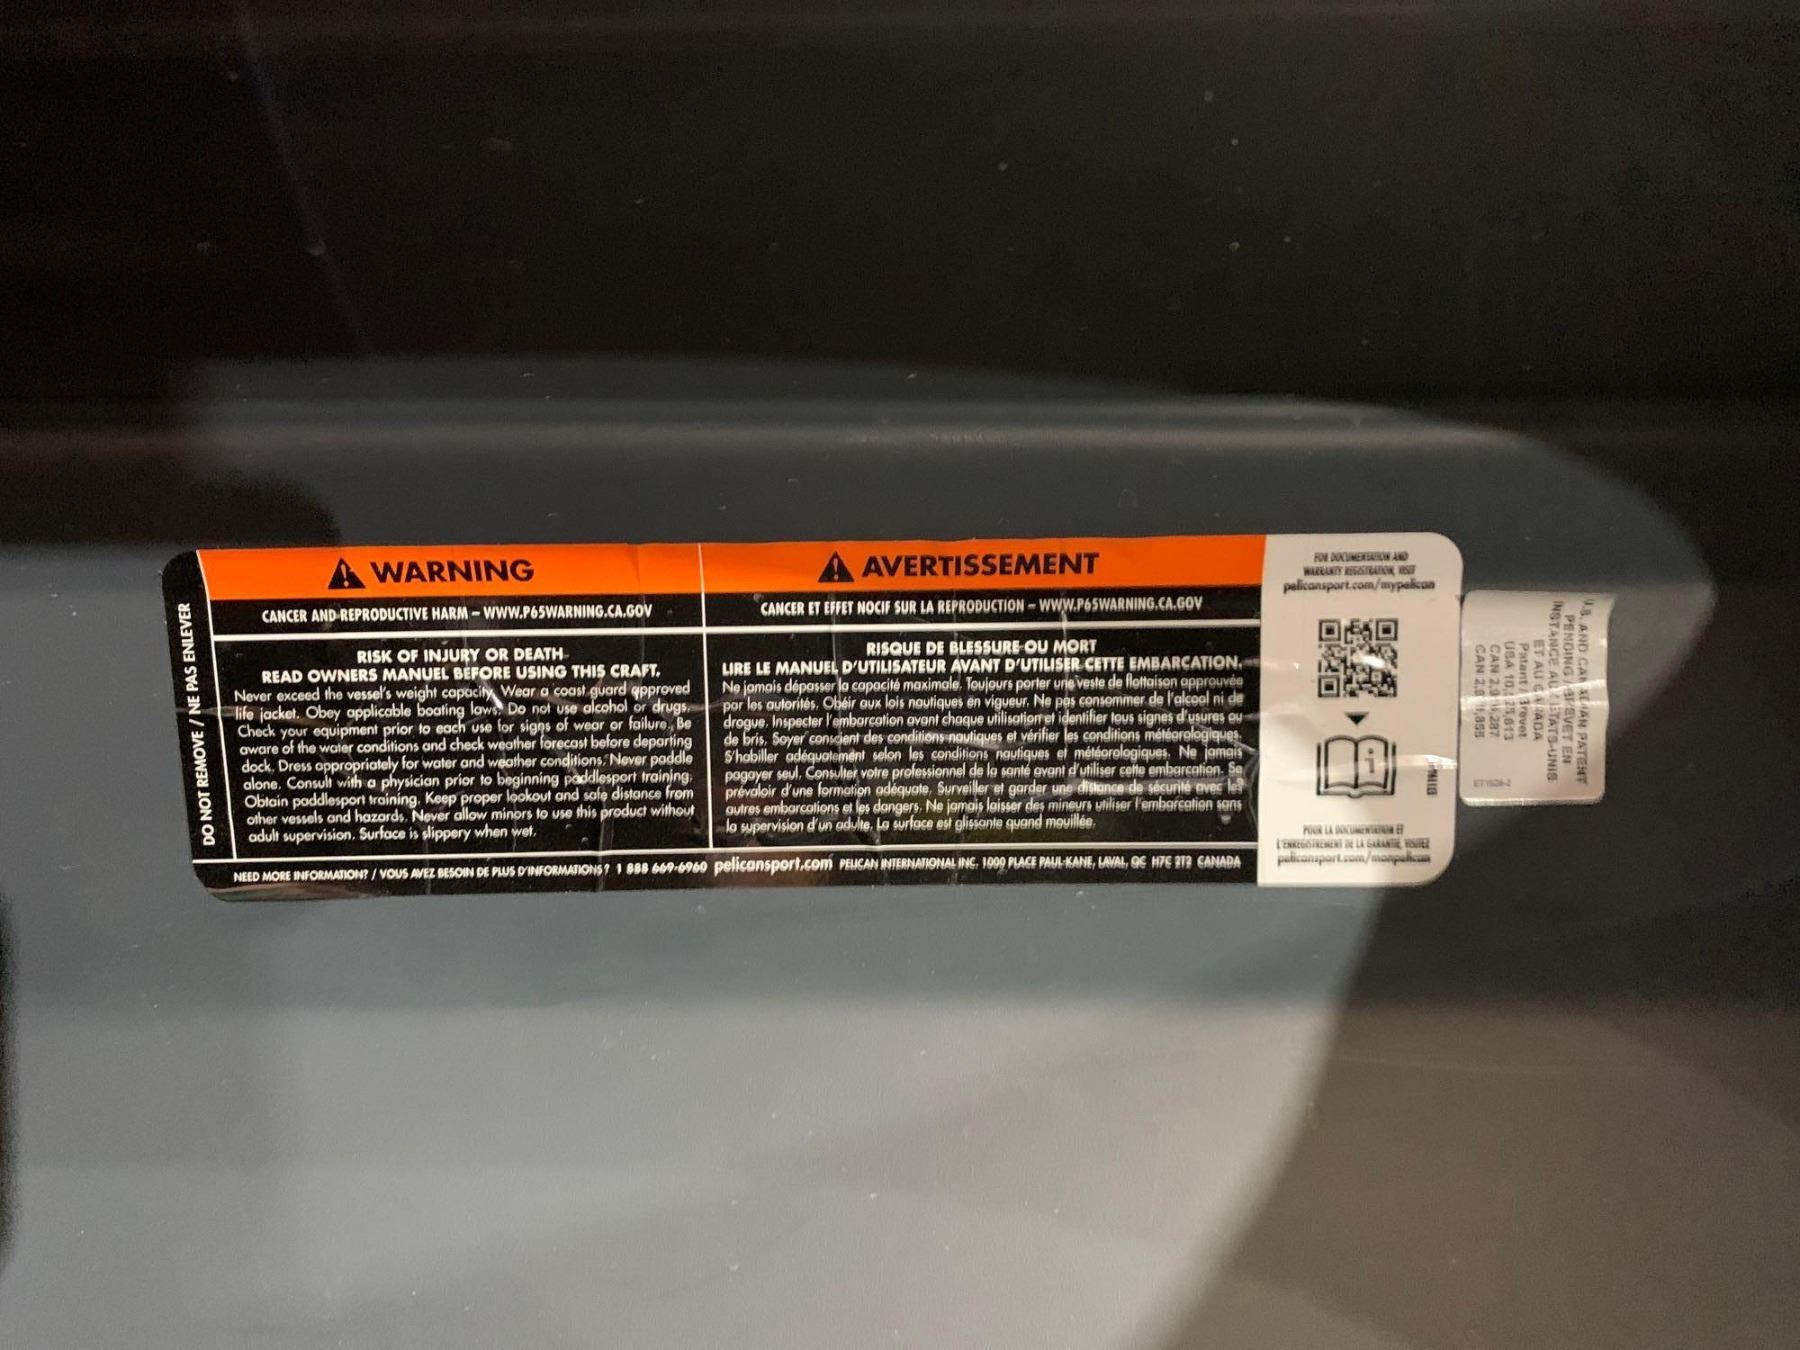 DO NOT REMOVE / NE PAS ENLEVER
WARNING
CANCER AND REPRODUCTIVE HARM – WWW.P65WARNING.CA.GOV
RISK OF INJURY OR DEATH
READ OWNERS MANUEL BEFORE USING THIS CRAFT.
Never exceed the vessel's weight capacity. Wear a coast guard approved
life jacket. Obey applicable boating laws. Do not use alcohol or drugs.
Check your equipment prior to each use for signs of wear or failure. Be
aware of the water conditions and check weather forecast before departing
dock. Dress appropriately for water and weather conditions. Never paddle
alone. Consult with a physician prior to beginning paddlesport training.
Obtain paddlesport training. Keep proper lookout and safe distance from
other vessels and hazards. Never allow minors to use this product without
adult supervision. Surface is slippery when wet.
AVERTISSEMENT
CANCER ET EFFET NOCIF SUR LA REPRODUCTION – WWW.P65WARNING.CA.GOV
RISQUE DE BLESSURE OU MORT
LIRE LE MANUEL D'UTILISATEUR AVANT D'UTILISER CETTE EMBARCATION.
Ne jamais dépasser la capacité maximale. Toujours porter une veste de flottaison approuvée
par les autorités. Obéir aux lois nautiques en vigueur. Ne pas consommer de l'alcool ni de
drogue. Inspecter l'embarcation avant chaque utilisation et identifier tous signes d'usures ou
de bris. Soyer conscient des conditions nautiques et vérifier les conditions météorologiques.
S'habiller adéquatement selon les conditions nautiques et météorologiques. Ne jamais
pagayer seul. Consulter votre professionnel de la santé avant d'utiliser cette embarcation. Se
prévaloir d'une formation adéquate. Surveiller et garder une distance de sécurité avec les
autres embarcations et les dangers. Ne jamais laisser des mineurs utiliser l'embarcation sans
la supervision d'un adulte. La surface est glissante quand mouillée.
NEED MORE INFORMATION? / VOUS AVEZ BESOIN DE PLUS D'INFORMATIONS? 1 888 669-6960 pelicansport.com PELICAN INTERNATIONAL INC. 1000 PLACE PAUL-KANE, LAVAL, QC H7C 2T2 CANADA
FOR DOCUMENTATION AND
WARRANTY REGISTRATION, VISIT
pelicansport.com/mypelican
POUR LA DOCUMENTATION ET
L'ENREGISTREMENT DE LA GARANTIE, VISITEZ
pelicansport.com/monpelican
U.S. AND CANADIAN PATENT
PENDING / BREVET EN
INSTANCE AUX ETATS-UNIS
ET AU CANADA
Patent / Brevet
USA
CAN
CAN